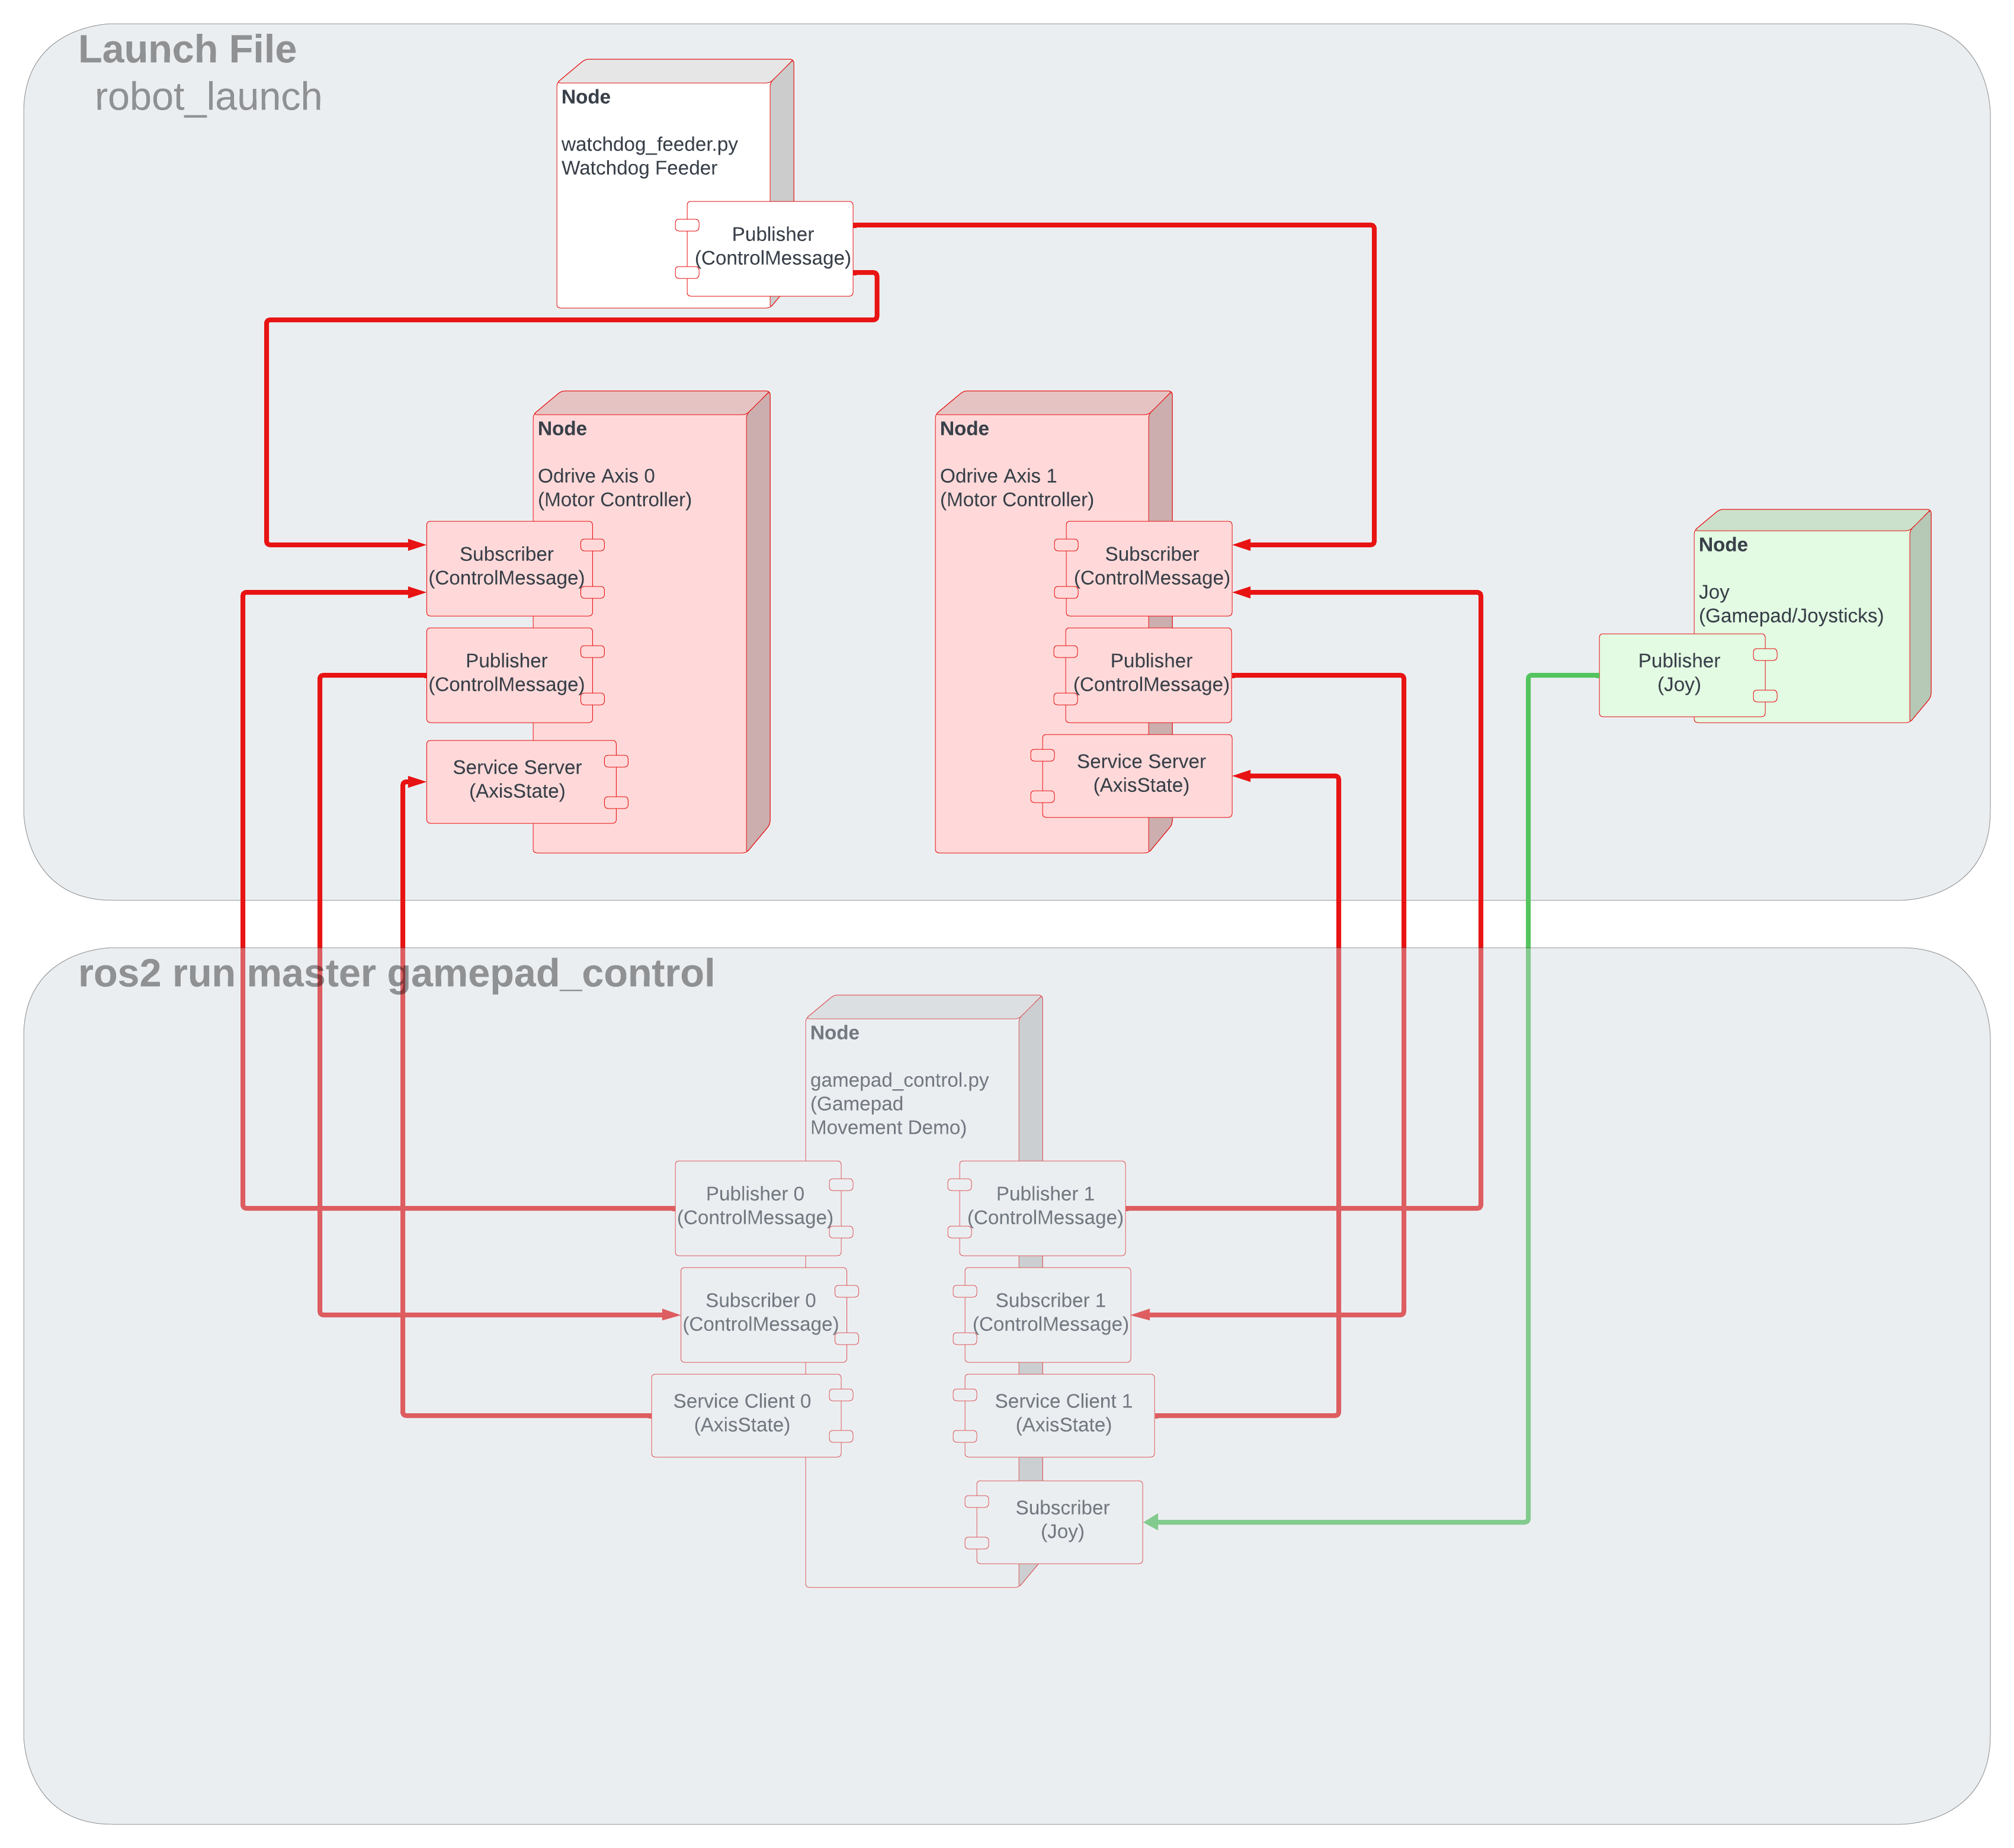 Launch File
robot_launch
Node
watchdog_feeder.py
Watchdog Feeder
Publisher
(ControlMessage)
Node
Odrive Axis 0
(Motor Controller)
Subscriber
(ControlMessage)
Publisher
(ControlMessage)
Service Server
(AxisState)
Node
Odrive Axis 1
(Motor Controller)
Subscriber
(ControlMessage)
Publisher
(ControlMessage)
Service Server
(AxisState)
Node
Joy
(Gamepad/Joysticks)
Publisher
(Joy)
ros2 run master gamepad_control
Node
gamepad_control.py
(Gamepad
Movement Demo)
Publisher 0
(ControlMessage)
Subscriber 0
(ControlMessage)
Service Client 0
(AxisState)
Publisher 1
(ControlMessage)
Subscriber 1
(ControlMessage)
Service Client 1
(AxisState)
Subscriber
(Joy)